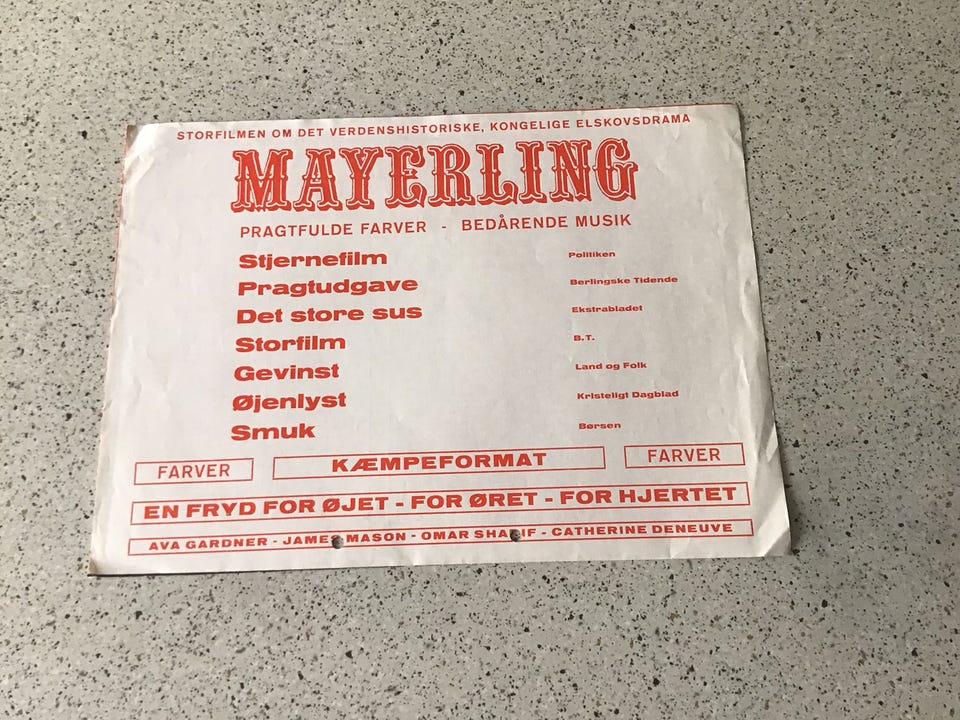 STORFILMEN OM DET VERDENSHISTORISKE, KONGELIGE ELSKOVSDRAMA
MAYERLING
PRAGTFULDE FARVER - BEDÅRENDE MUSIK
Stjernefilm Politiken
Pragtudgave Berlingske Tidende
Det store sus Ekstrabladet
Storfilm B.T.
Gevinst Land og Folk
Øjenlyst Kristeligt Dagblad
Smuk Børsen
FARVER KÆMPEFORMAT FARVER
EN FRYD FOR ØJET - FOR ØRET - FOR HJERTET
AVA GARDNER - JAMES MASON - OMAR SHARIF - CATHERINE DENEUVE